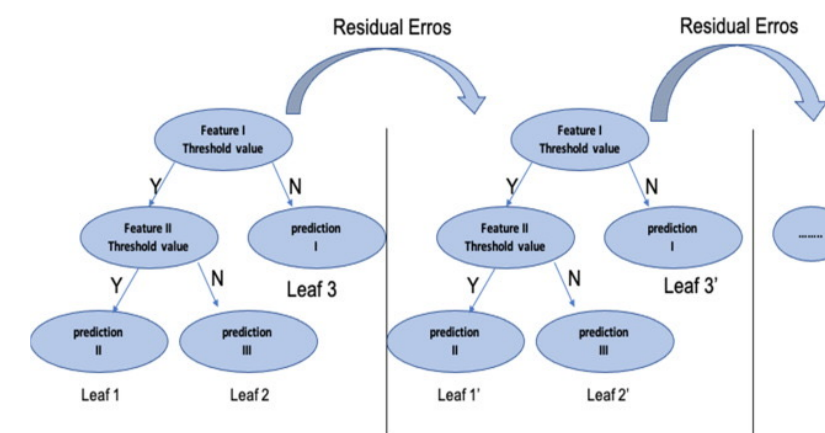 Residual Erros
Residual Erros
Feature I
Threshold value
Y
N
Feature II
Threshold value
prediction
I
Y
N
Leaf 3
prediction
II
prediction
III
Leaf 1
Leaf 2
Feature I
Threshold value
Y
N
Feature II
Threshold value
prediction
I
Y
N
Leaf 3'
prediction
II
prediction
III
Leaf 1'
Leaf 2'
........